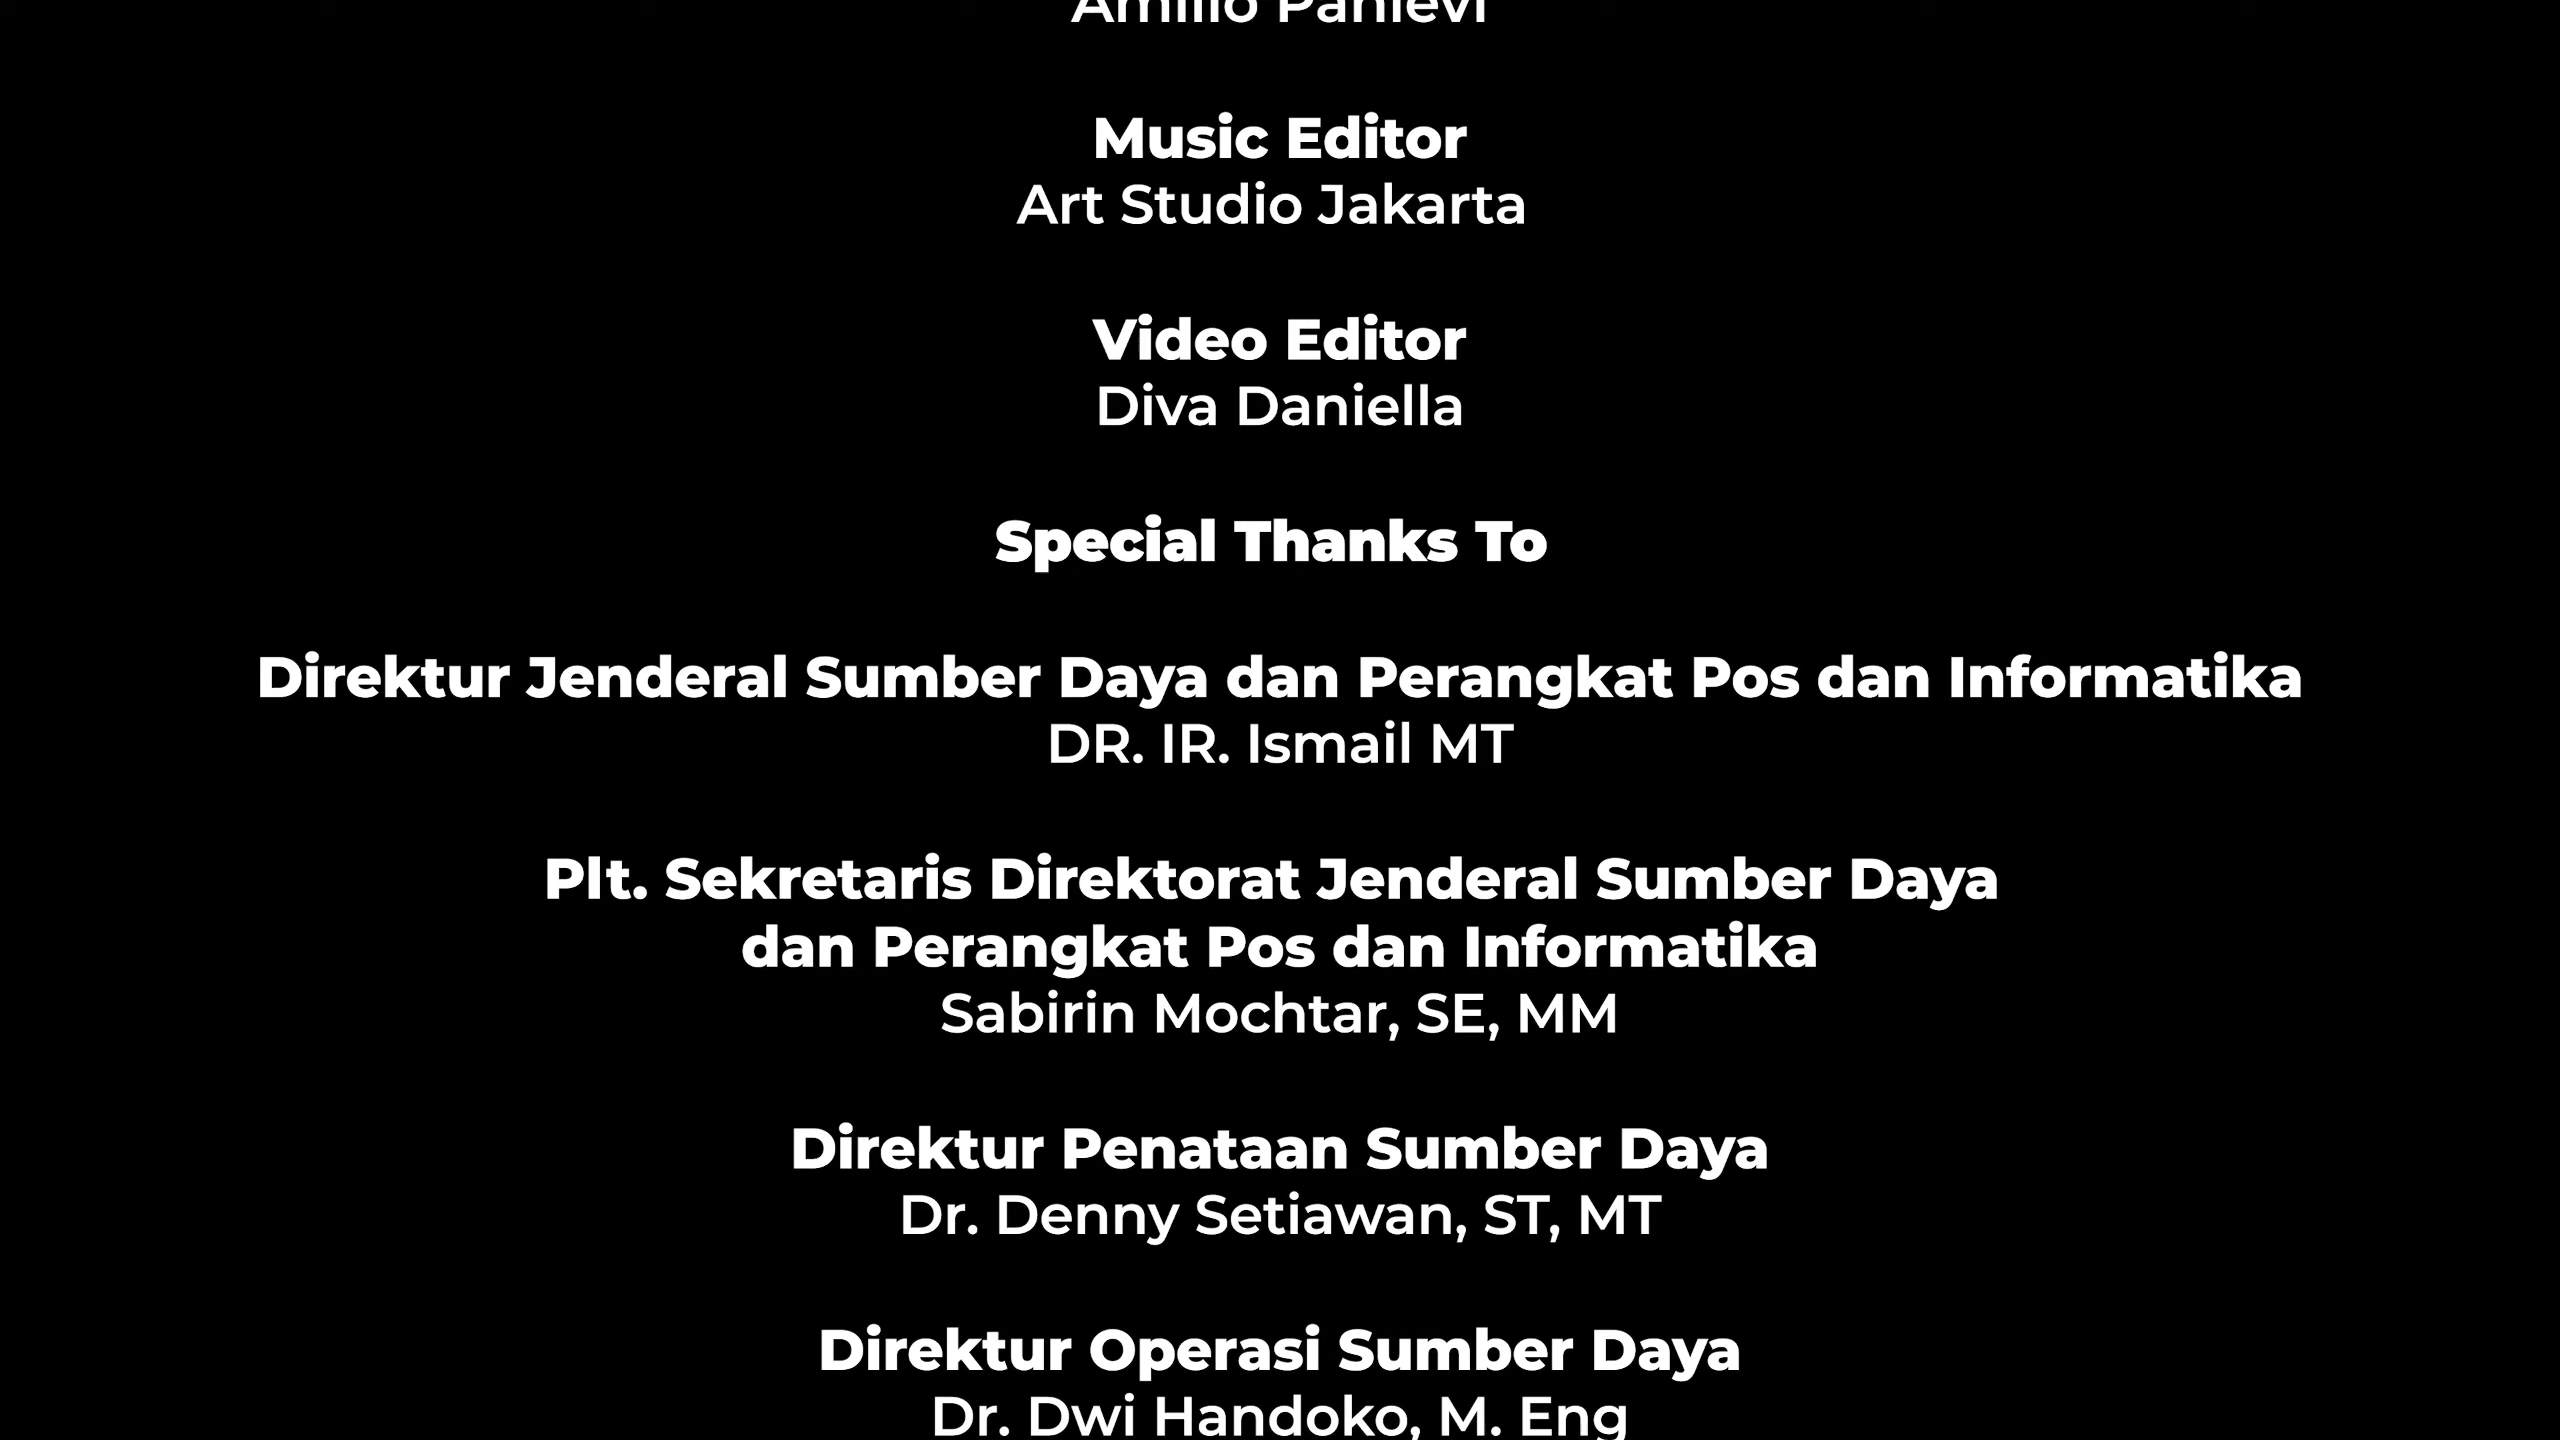 Music Editor
Art Studio Jakarta
Video Editor
Diva Daniella
Special Thanks To
Direktur Jenderal Sumber Daya dan Perangkat Pos dan Informatika
DR. IR. Ismail MT
Plt. Sekretaris Direktorat Jenderal Sumber Daya
dan Perangkat Pos dan Informatika
Sabirin Mochtar, SE, MM
Direktur Penataan Sumber Daya
Dr. Denny Setiawan, ST, MT
Direktur Operasi Sumber Daya
Dr. Dwi Handoko, M. Eng